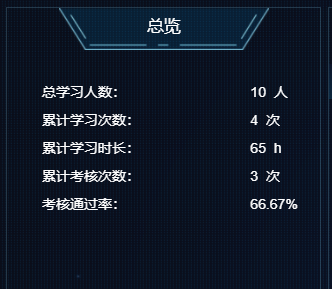 总览
总学习人数： 10 人
累计学习次数： 4 次
累计学习时长： 65 h
累计考核次数： 3 次
考核通过率： 66.67%